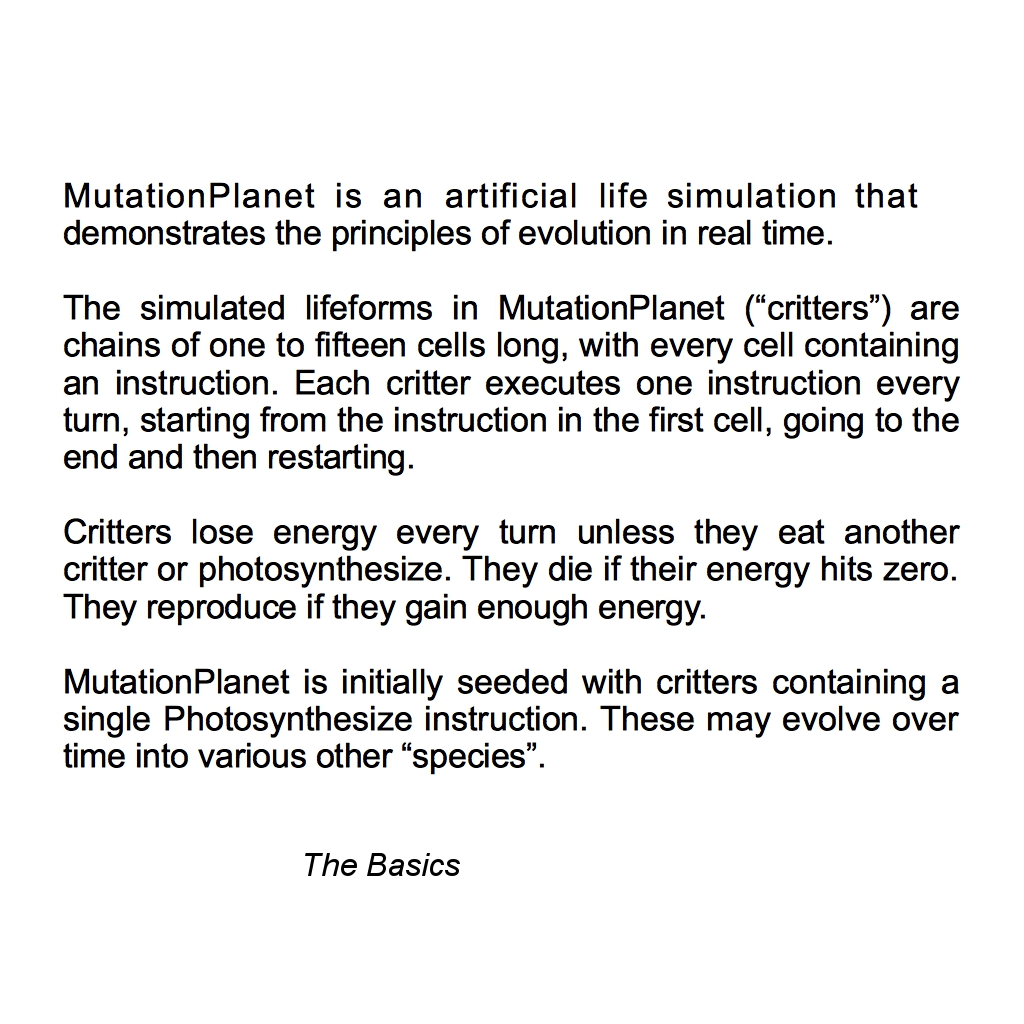 MutationPlanet is an artificial life simulation that
demonstrates the principles of evolution in real time.
The simulated lifeforms in MutationPlanet (“critters”) are
chains of one to fifteen cells long, with every cell containing
an instruction. Each critter executes one instruction every
turn, starting from the instruction in the first cell, going to the
end and then restarting.
Critters lose energy every turn unless they eat another
critter or photosynthesize. They die if their energy hits zero.
They reproduce if they gain enough energy.
MutationPlanet is initially seeded with critters containing a
single Photosynthesize instruction. These may evolve over
time into various other “species”.
The Basics